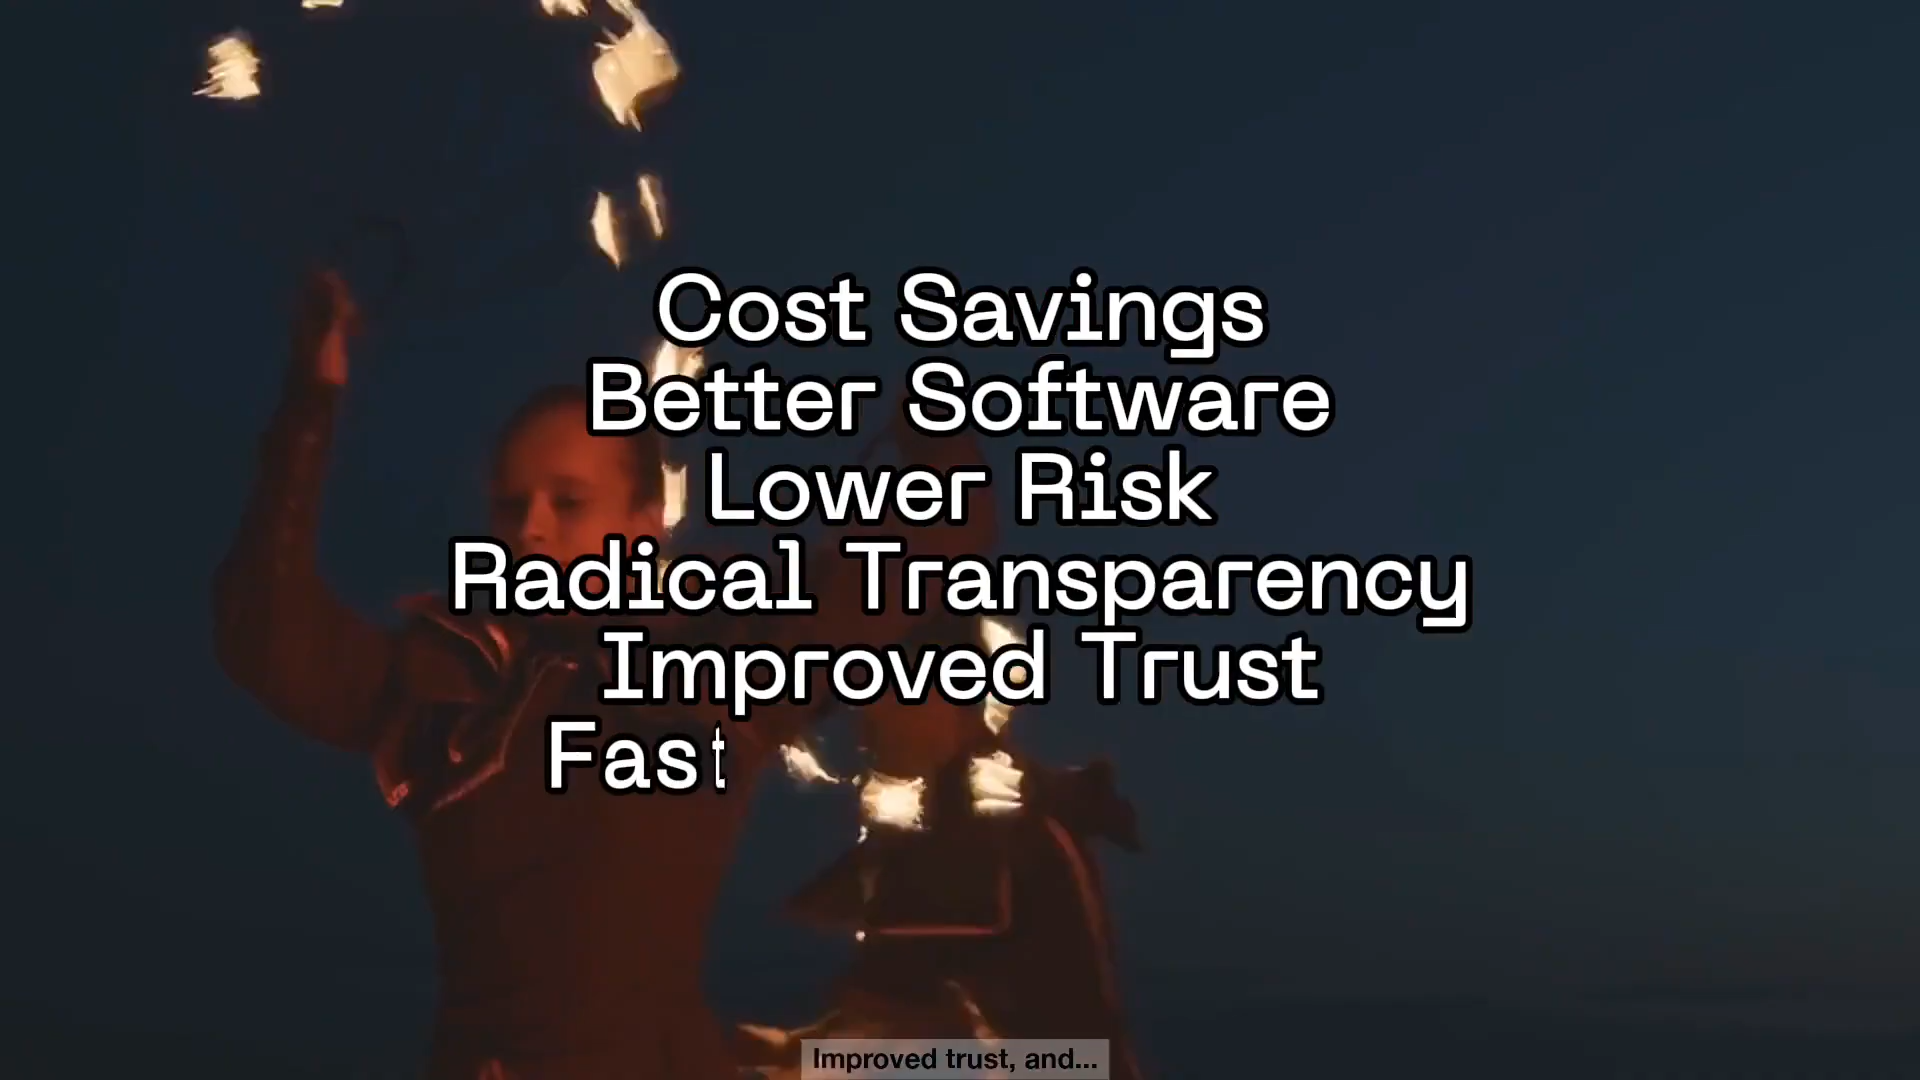 Cost Savings
Better Software
Lower Risk
Radical Transparency
Improved Trust
Fast
Improved trust, and...